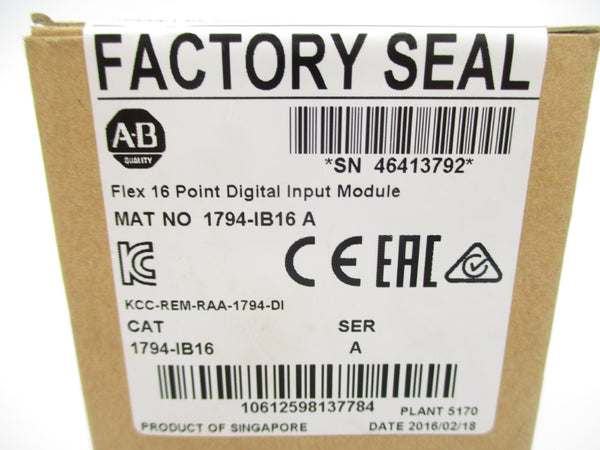 FACTORY SEAL
A-B
QUALITY
*SN 46413792*
Flex 16 Point Digital Input Module
MAT NO 1794-IB16 A
KC
CE EAC
KCC-REM-RAA-1794-DI
CAT SER
1794-IB16 A
10612598137784
PLANT 5170
PRODUCT OF SINGAPORE DATE 2016/02/18